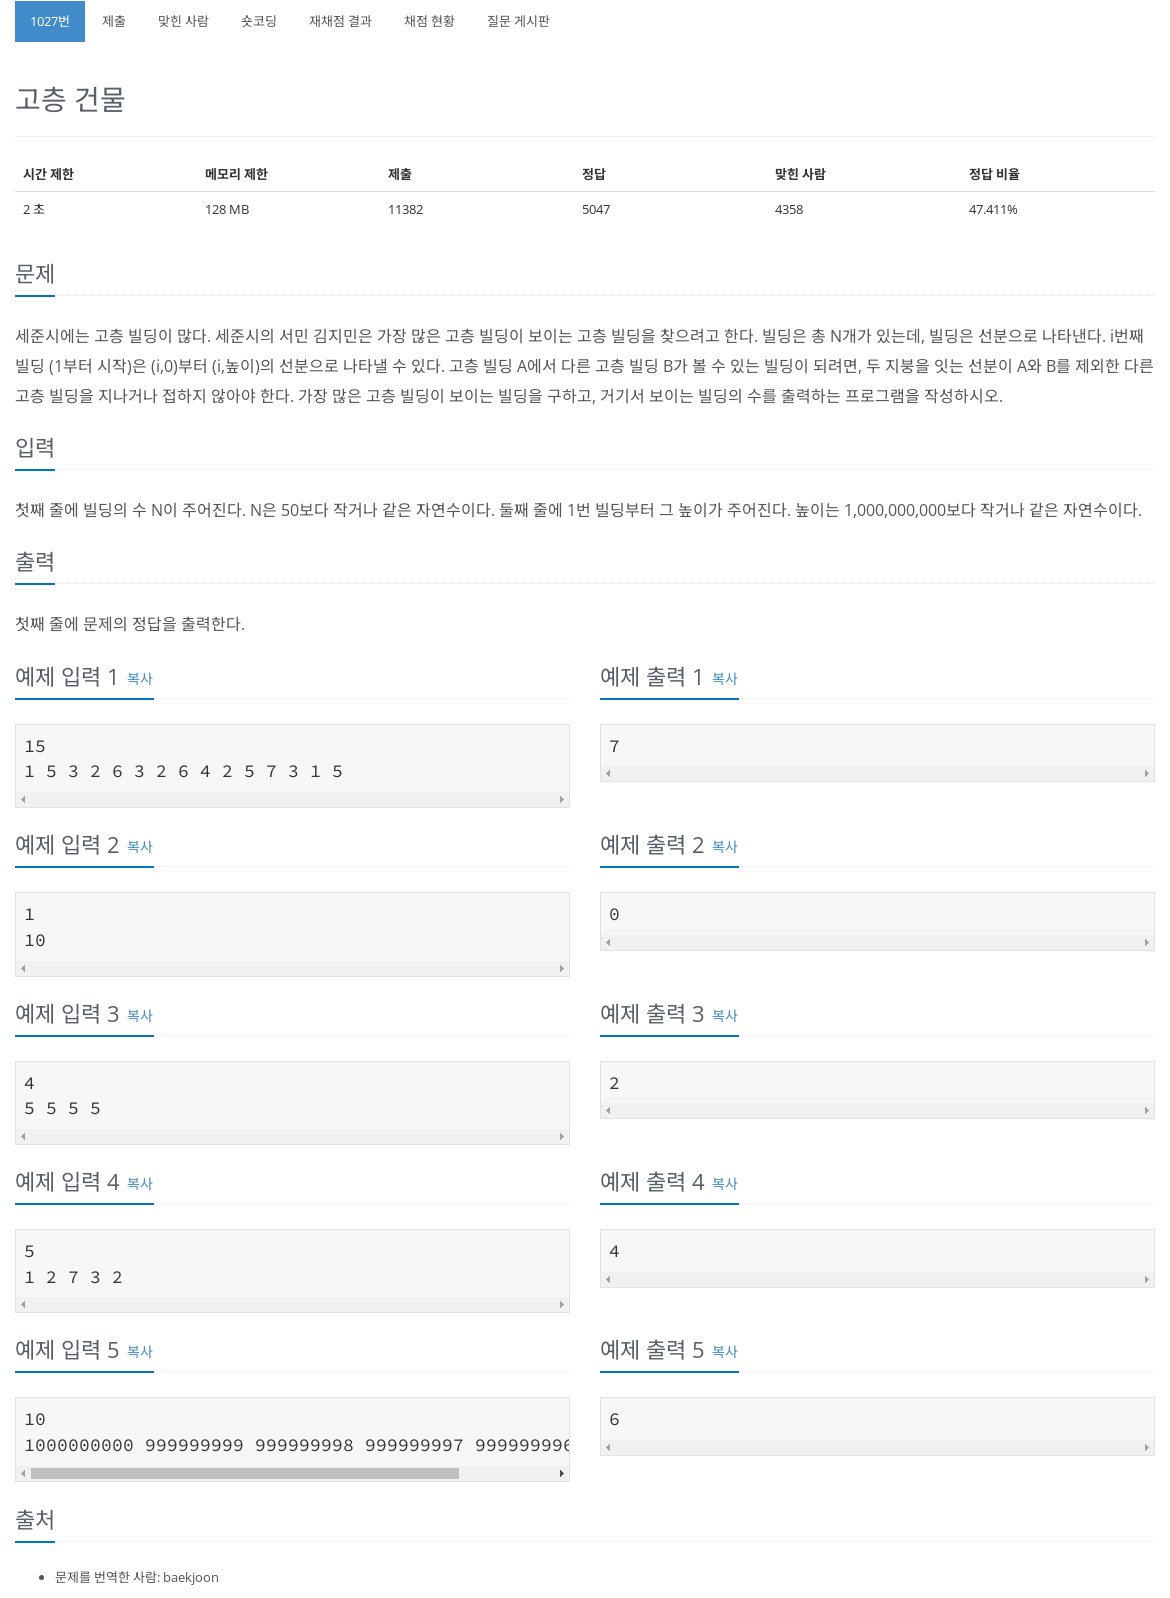 1027번 제출 맞힌 사람 숏코딩 재채점 결과 채점 현황 질문 게시판
고층 건물
시간 제한 메모리 제한 제출 정답 맞힌 사람 정답 비율
2 초 128 MB 11382 5047 4358 47.411%
문제
세준시에는 고층 빌딩이 많다. 세준시의 서민 김지민은 가장 많은 고층 빌딩이 보이는 고층 빌딩을 찾으려고 한다. 빌딩은 총 N개가 있는데, 빌딩은 선분으로 나타낸다. i번째
빌딩 (1부터 시작)은 (i,0)부터 (i,높이)의 선분으로 나타낼 수 있다. 고층 빌딩 A에서 다른 고층 빌딩 B가 볼 수 있는 빌딩이 되려면, 두 지붕을 잇는 선분이 A와 B를 제외한 다른
고층 빌딩을 지나거나 접하지 않아야 한다. 가장 많은 고층 빌딩이 보이는 빌딩을 구하고, 거기서 보이는 빌딩의 수를 출력하는 프로그램을 작성하시오.
입력
첫째 줄에 빌딩의 수 N이 주어진다. N은 50보다 작거나 같은 자연수이다. 둘째 줄에 1번 빌딩부터 그 높이가 주어진다. 높이는 1,000,000,000보다 작거나 같은 자연수이다.
출력
첫째 줄에 문제의 정답을 출력한다.
예제 입력 1 복사
15
1 5 3 2 6 3 2 6 4 2 5 7 3 1 5
예제 출력 1 복사
7
예제 입력 2 복사
1
10
예제 출력 2 복사
0
예제 입력 3 복사
4
5 5 5 5
예제 출력 3 복사
2
예제 입력 4 복사
5
1 2 7 3 2
예제 출력 4 복사
4
예제 입력 5 복사
10
1000000000 999999999 999999998 999999997 999999996
예제 출력 5 복사
6
출처
문제를 번역한 사람: baekjoon